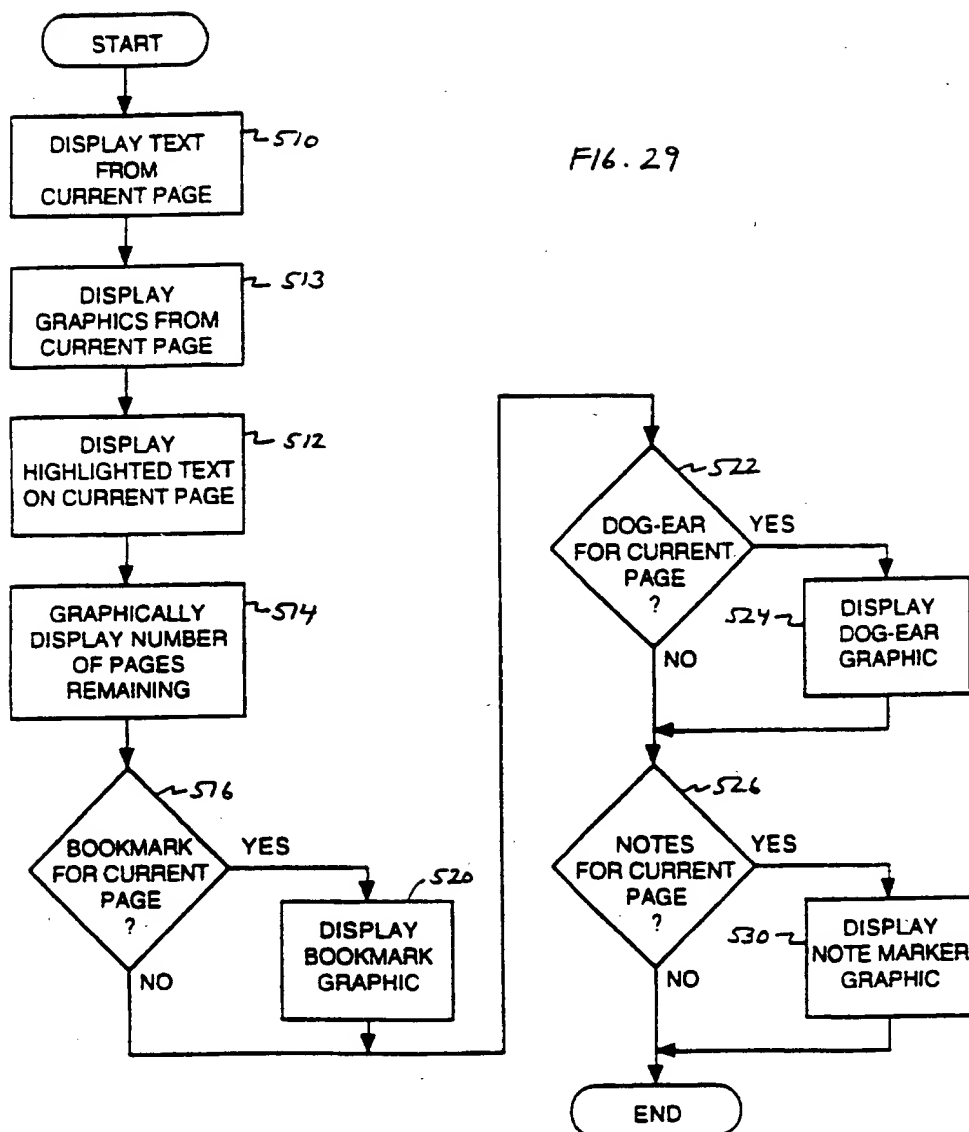 START
DISPLAY TEXT
FROM
CURRENT PAGE
510
FIG. 29
DISPLAY
GRAPHICS FROM
CURRENT PAGE
513
DISPLAY
HIGHLIGHTED TEXT
ON CURRENT PAGE
512
GRAPHICALLY
DISPLAY NUMBER
OF PAGES
REMAINING
514
BOOKMARK
FOR CURRENT
PAGE
?
516
YES
NO
DISPLAY
BOOKMARK
GRAPHIC
520
DOG-EAR
FOR CURRENT
PAGE
?
522
YES
NO
DISPLAY
DOG-EAR
GRAPHIC
524
NOTES
FOR CURRENT
PAGE
?
526
YES
NO
DISPLAY
NOTE MARKER
GRAPHIC
530
END